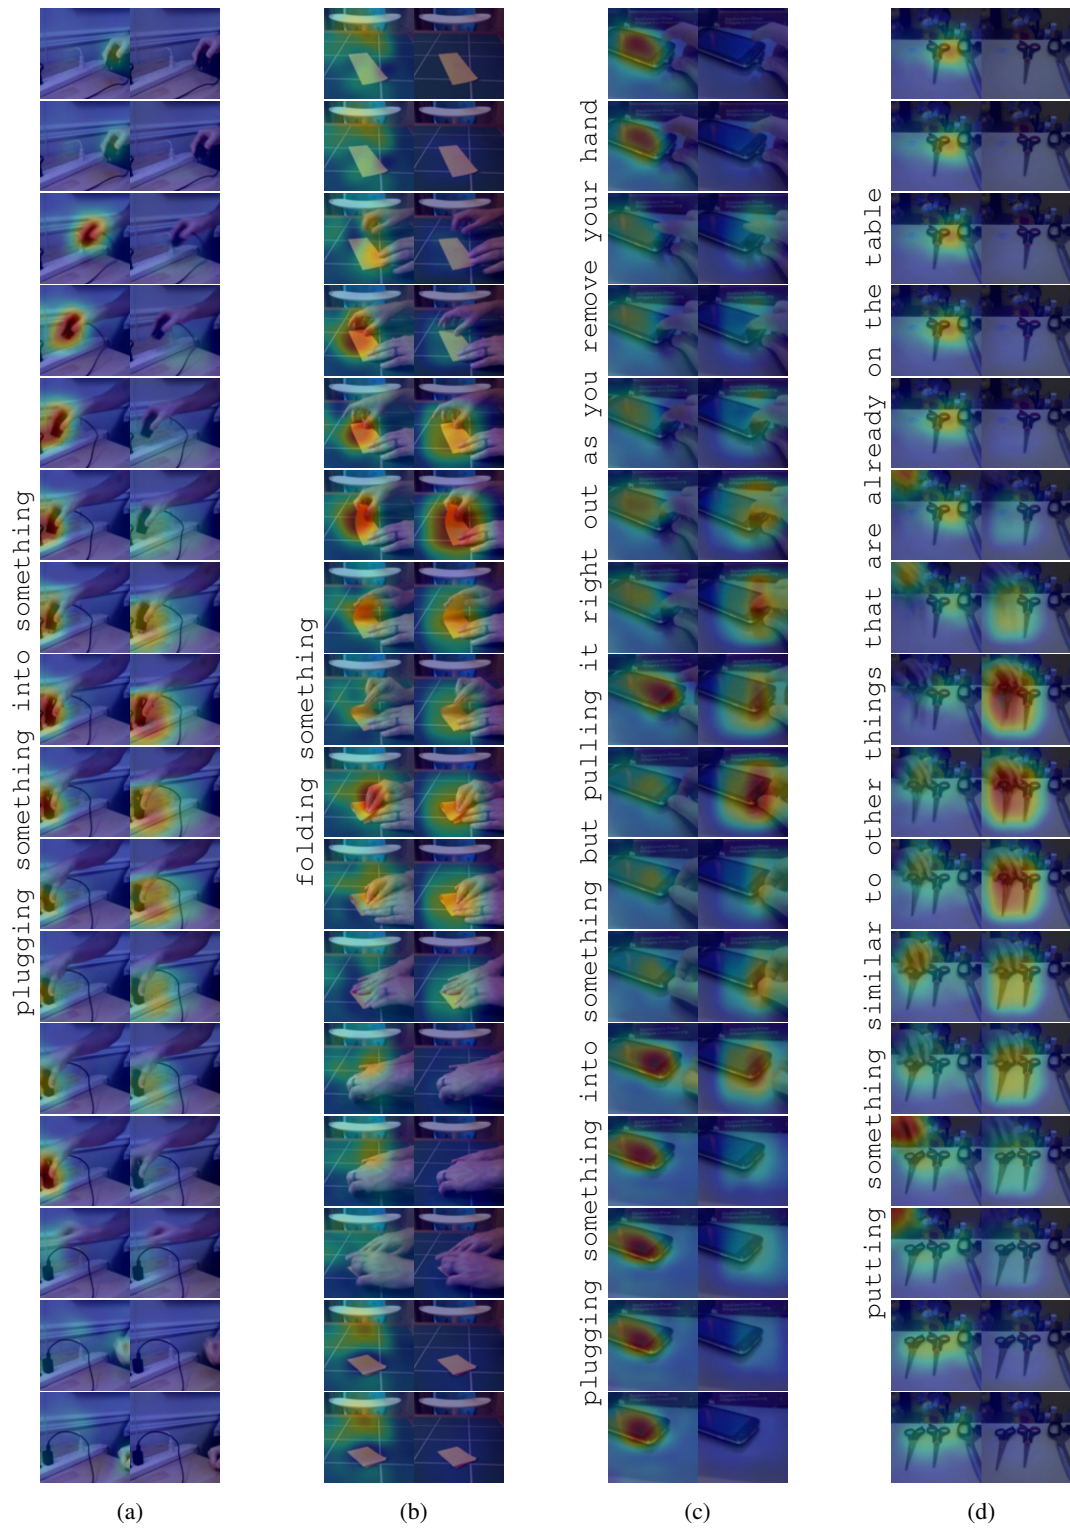 plugging something into something
folding something
plugging something into something but pulling it right out as you remove your hand
putting something similar to other things that are already on the table
(a)
(b)
(c)
(d)